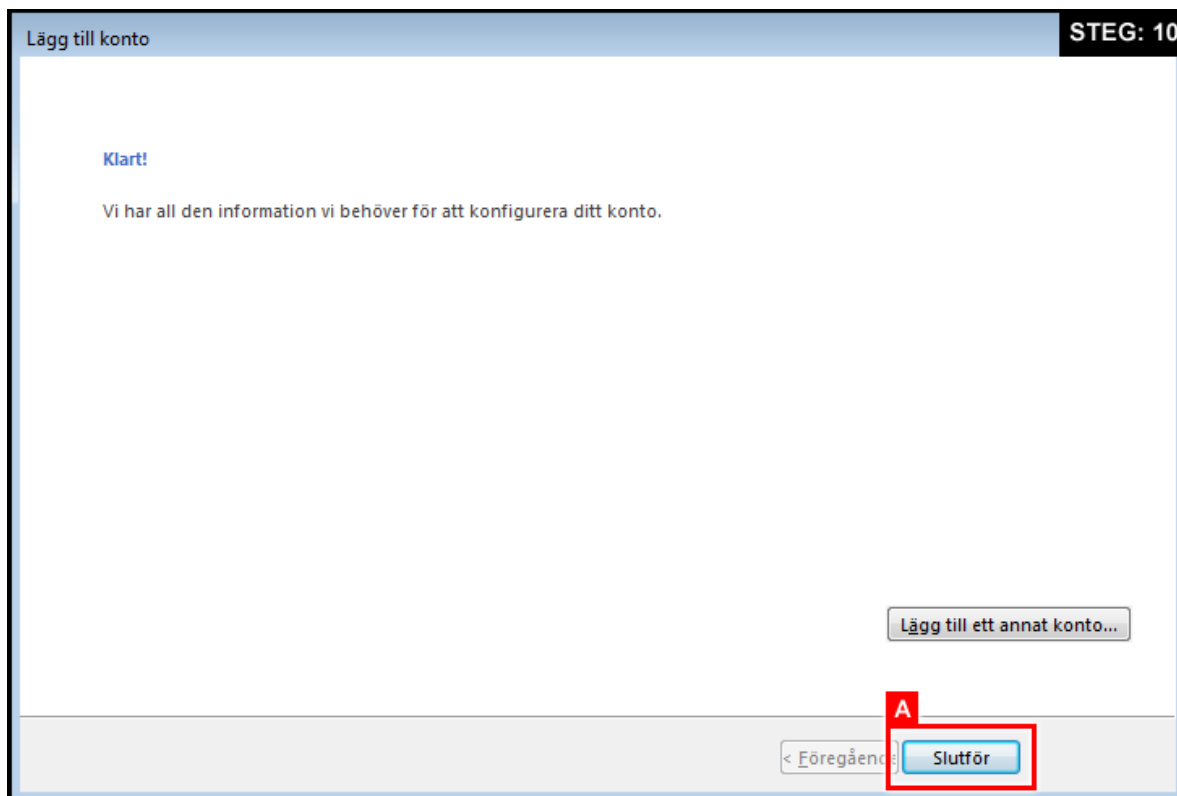 Lägg till konto
STEG: 10
Klart!
Vi har all den information vi behöver för att konfigurera ditt konto.
Lägg till ett annat konto...
A
< Föregående
Slutför